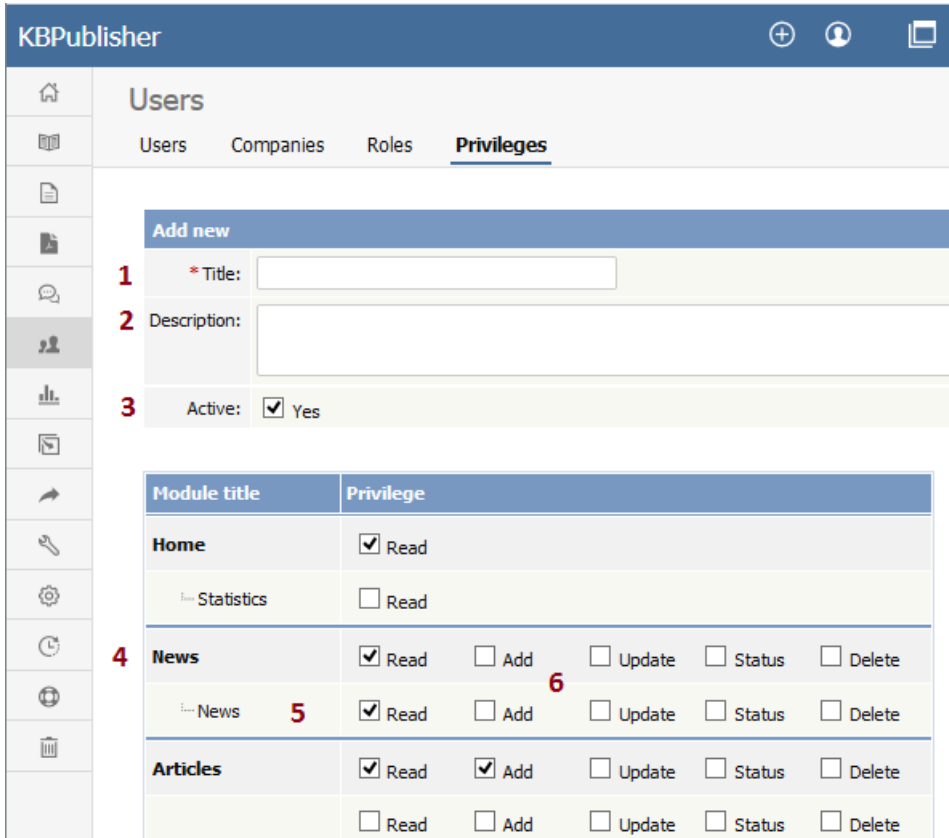 KBPublisher
Users
Users Companies Roles Privileges
Add new
1 * Title:
2 Description:
3 Active: Yes
Module title Privilege
Home Read
Statistics Read
4 News Read Add Update Status Delete
6
News 5 Read Add Update Status Delete
Articles Read Add Update Status Delete
Read Add Update Status Delete